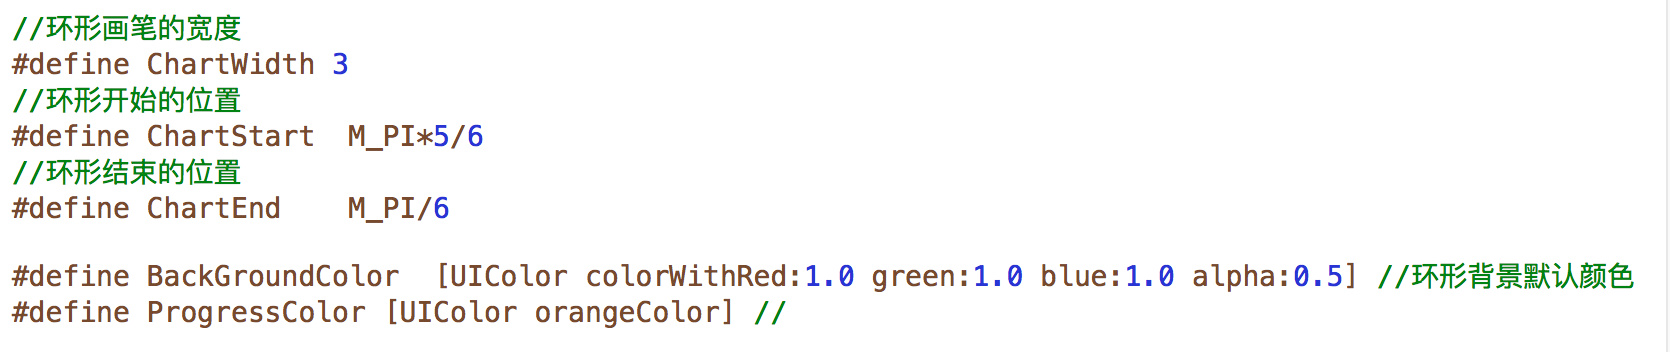 //环形画笔的宽度
#define ChartWidth 3
//环形开始的位置
#define ChartStart  M_PI*5/6
//环形结束的位置
#define ChartEnd    M_PI/6
#define BackGroundColor  [UIColor colorWithRed:1.0 green:1.0 blue:1.0 alpha:0.5] //环形背景默认颜色
#define ProgressColor [UIColor orangeColor] //